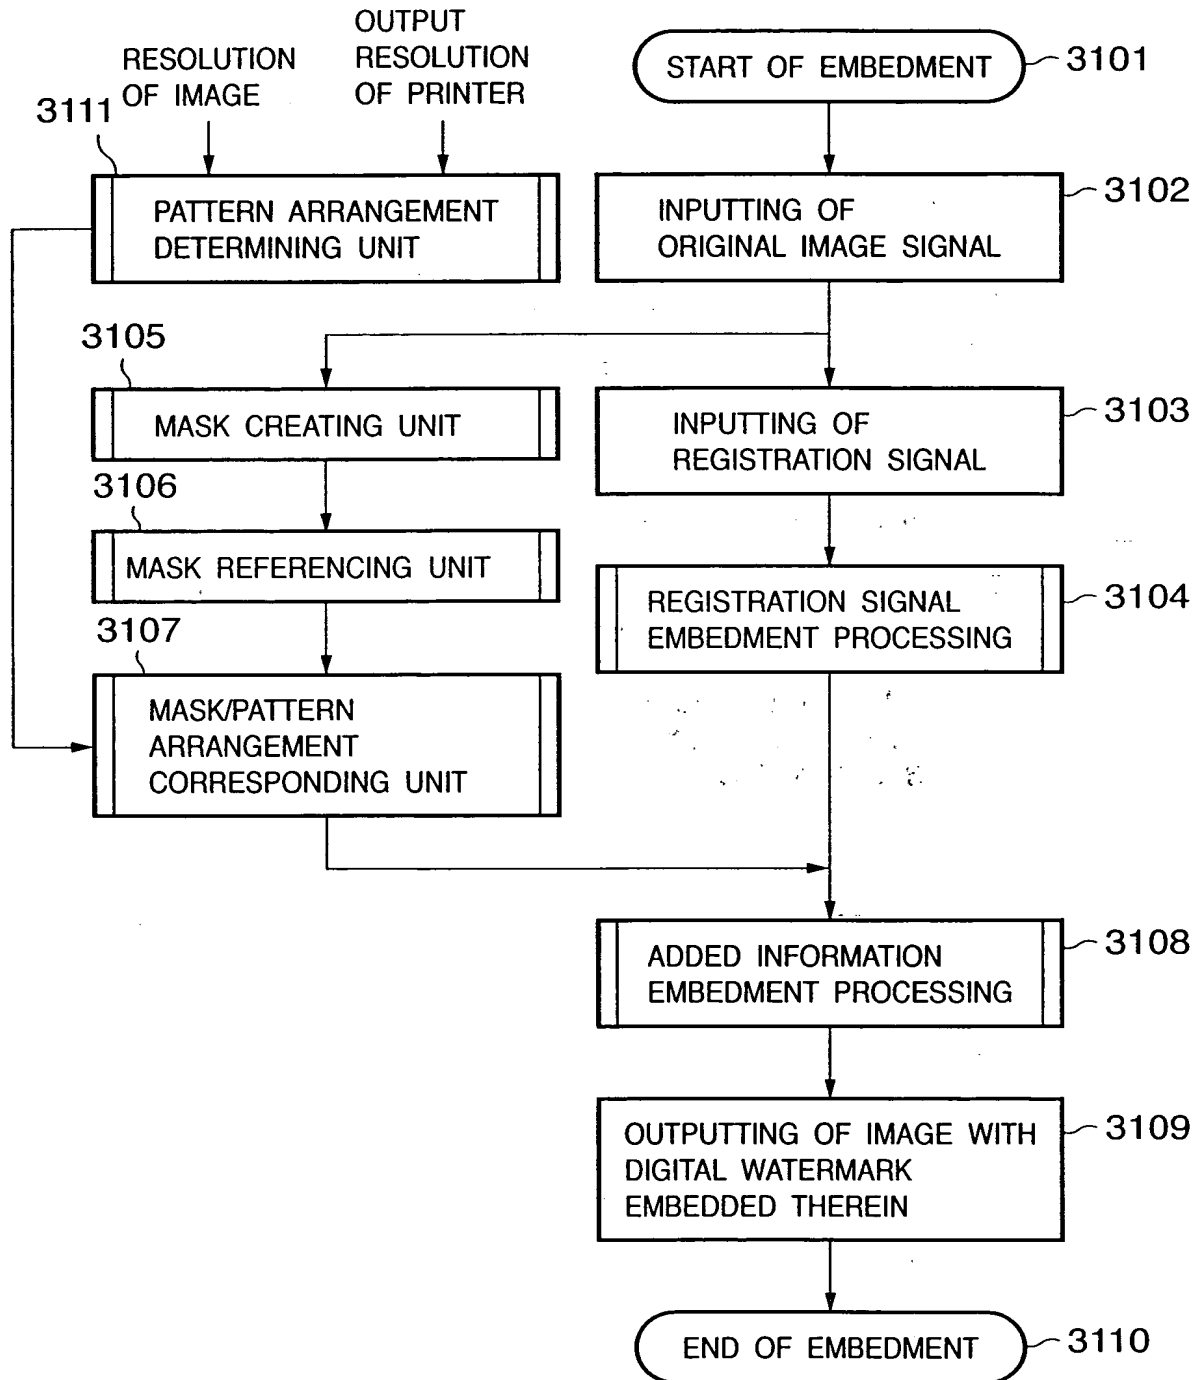 OUTPUT
RESOLUTION
OF PRINTER
RESOLUTION
OF IMAGE
START OF EMBEDMENT
3101
3111
PATTERN ARRANGEMENT
DETERMINING UNIT
INPUTTING OF
ORIGINAL IMAGE SIGNAL
3102
3105
MASK CREATING UNIT
INPUTTING OF
REGISTRATION SIGNAL
3103
3106
MASK REFERENCING UNIT
REGISTRATION SIGNAL
EMBEDMENT PROCESSING
3104
3107
MASK/PATTERN
ARRANGEMENT
CORRESPONDING UNIT
ADDED INFORMATION
EMBEDMENT PROCESSING
3108
OUTPUTTING OF IMAGE WITH
DIGITAL WATERMARK
EMBEDDED THEREIN
3109
END OF EMBEDMENT
3110